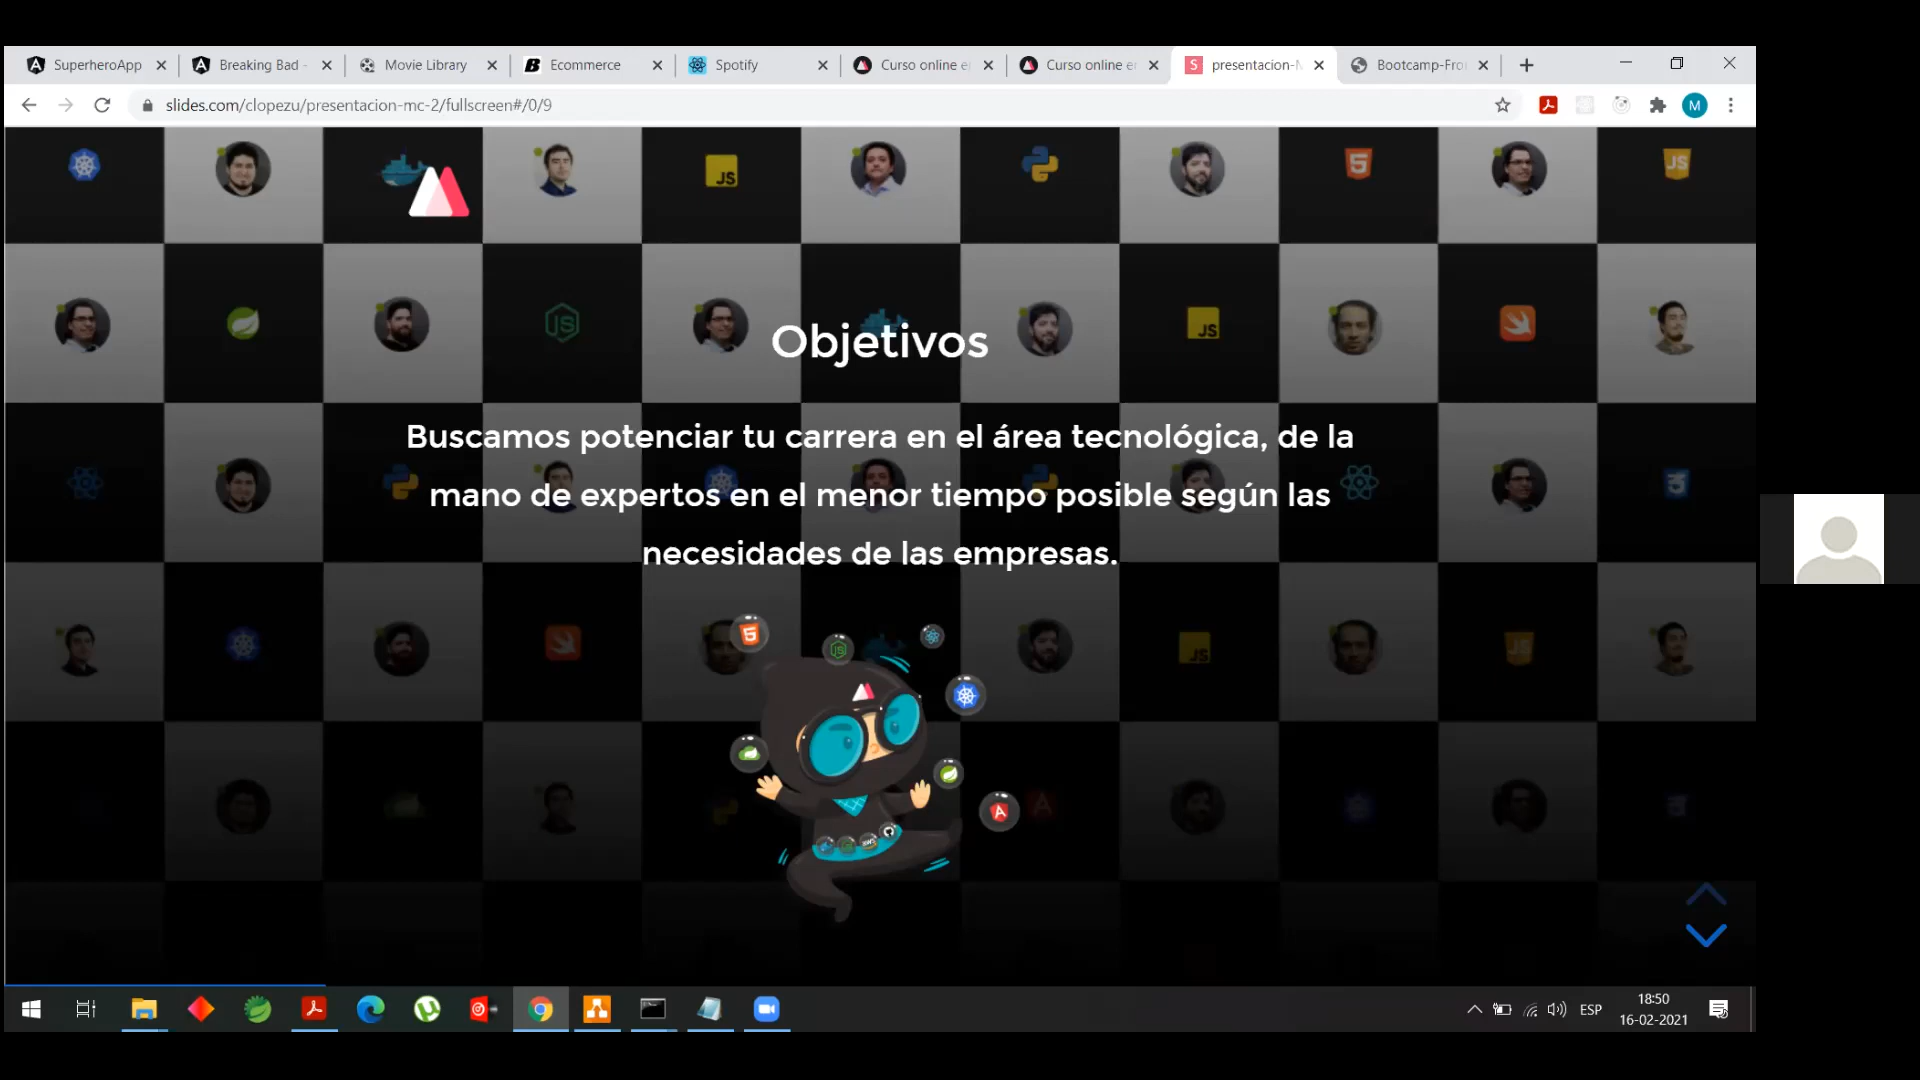 SuperheroApp
Breaking Bad -
Movie Library
Ecommerce
Spotify
Curso online e
Curso online e
presentacion-
Bootcamp-Fro
slides.com/clopezu/presentacion-mc-2/fullscreen#/0/9
M
Objetivos
Buscamos potenciar tu carrera en el área tecnológica, de la
mano de expertos en el menor tiempo posible según las
necesidades de las empresas.
ESP
18:50
16-02-2021